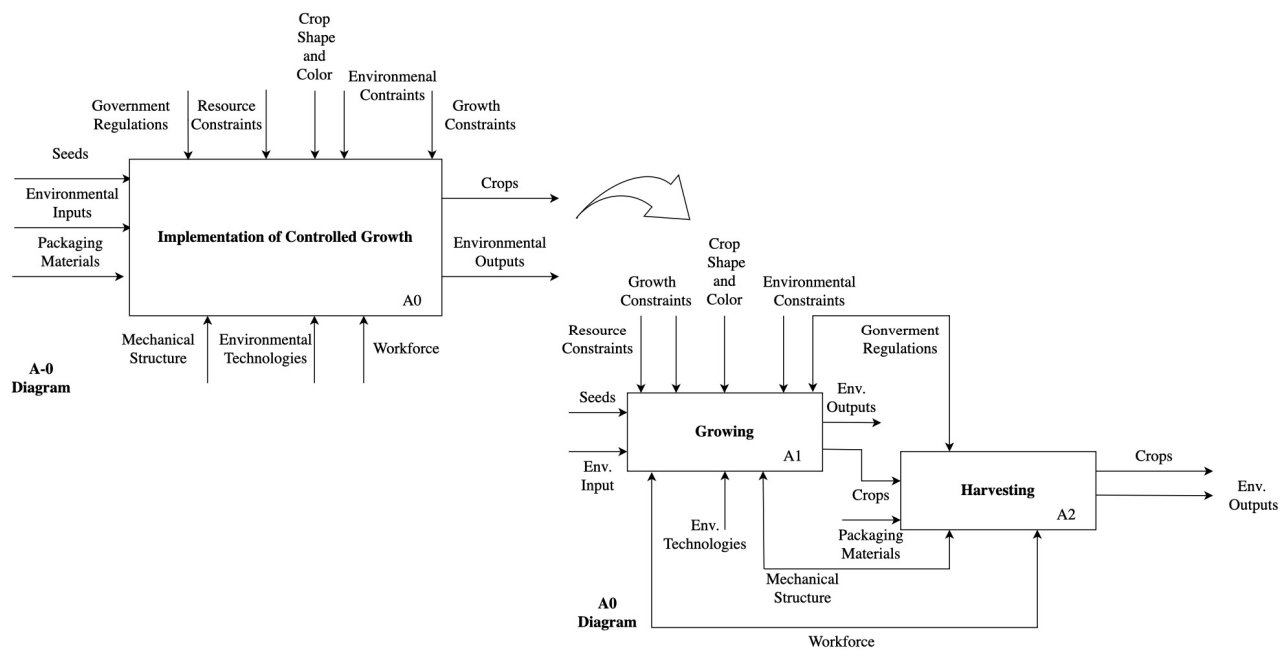 Crop
Shape
and
Color
Government
Regulations
Resource
Constraints
Environmenal
Contraints
Growth
Constraints
Seeds
Environmental
Inputs
Packaging
Materials
Implementation of Controlled Growth
A0
Crops
Environmental
Outputs
Mechanical
Structure
Environmental
Technologies
Workforce
A-0
Diagram
Crop
Shape
and
Color
Growth
Constraints
Environmental
Constraints
Resource
Constraints
Gonverment
Regulations
Seeds
Env.
Input
Growing
A1
Env.
Outputs
Crops
Packaging
Materials
Harvesting
A2
Crops
Env.
Outputs
Env.
Technologies
Mechanical
Structure
A0
Diagram
Workforce